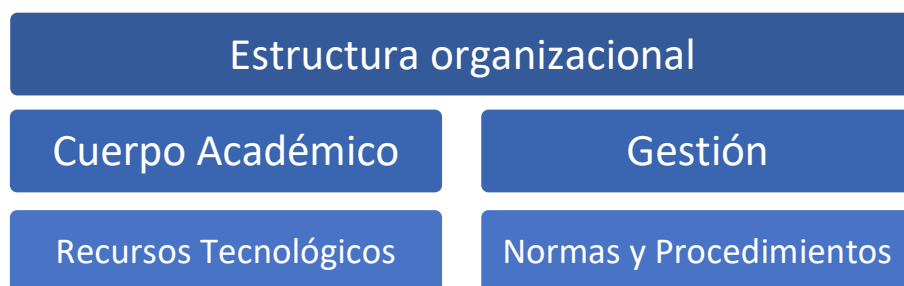 Estructura organizacional
Cuerpo Académico
Gestión
Recursos Tecnológicos
Normas y Procedimientos